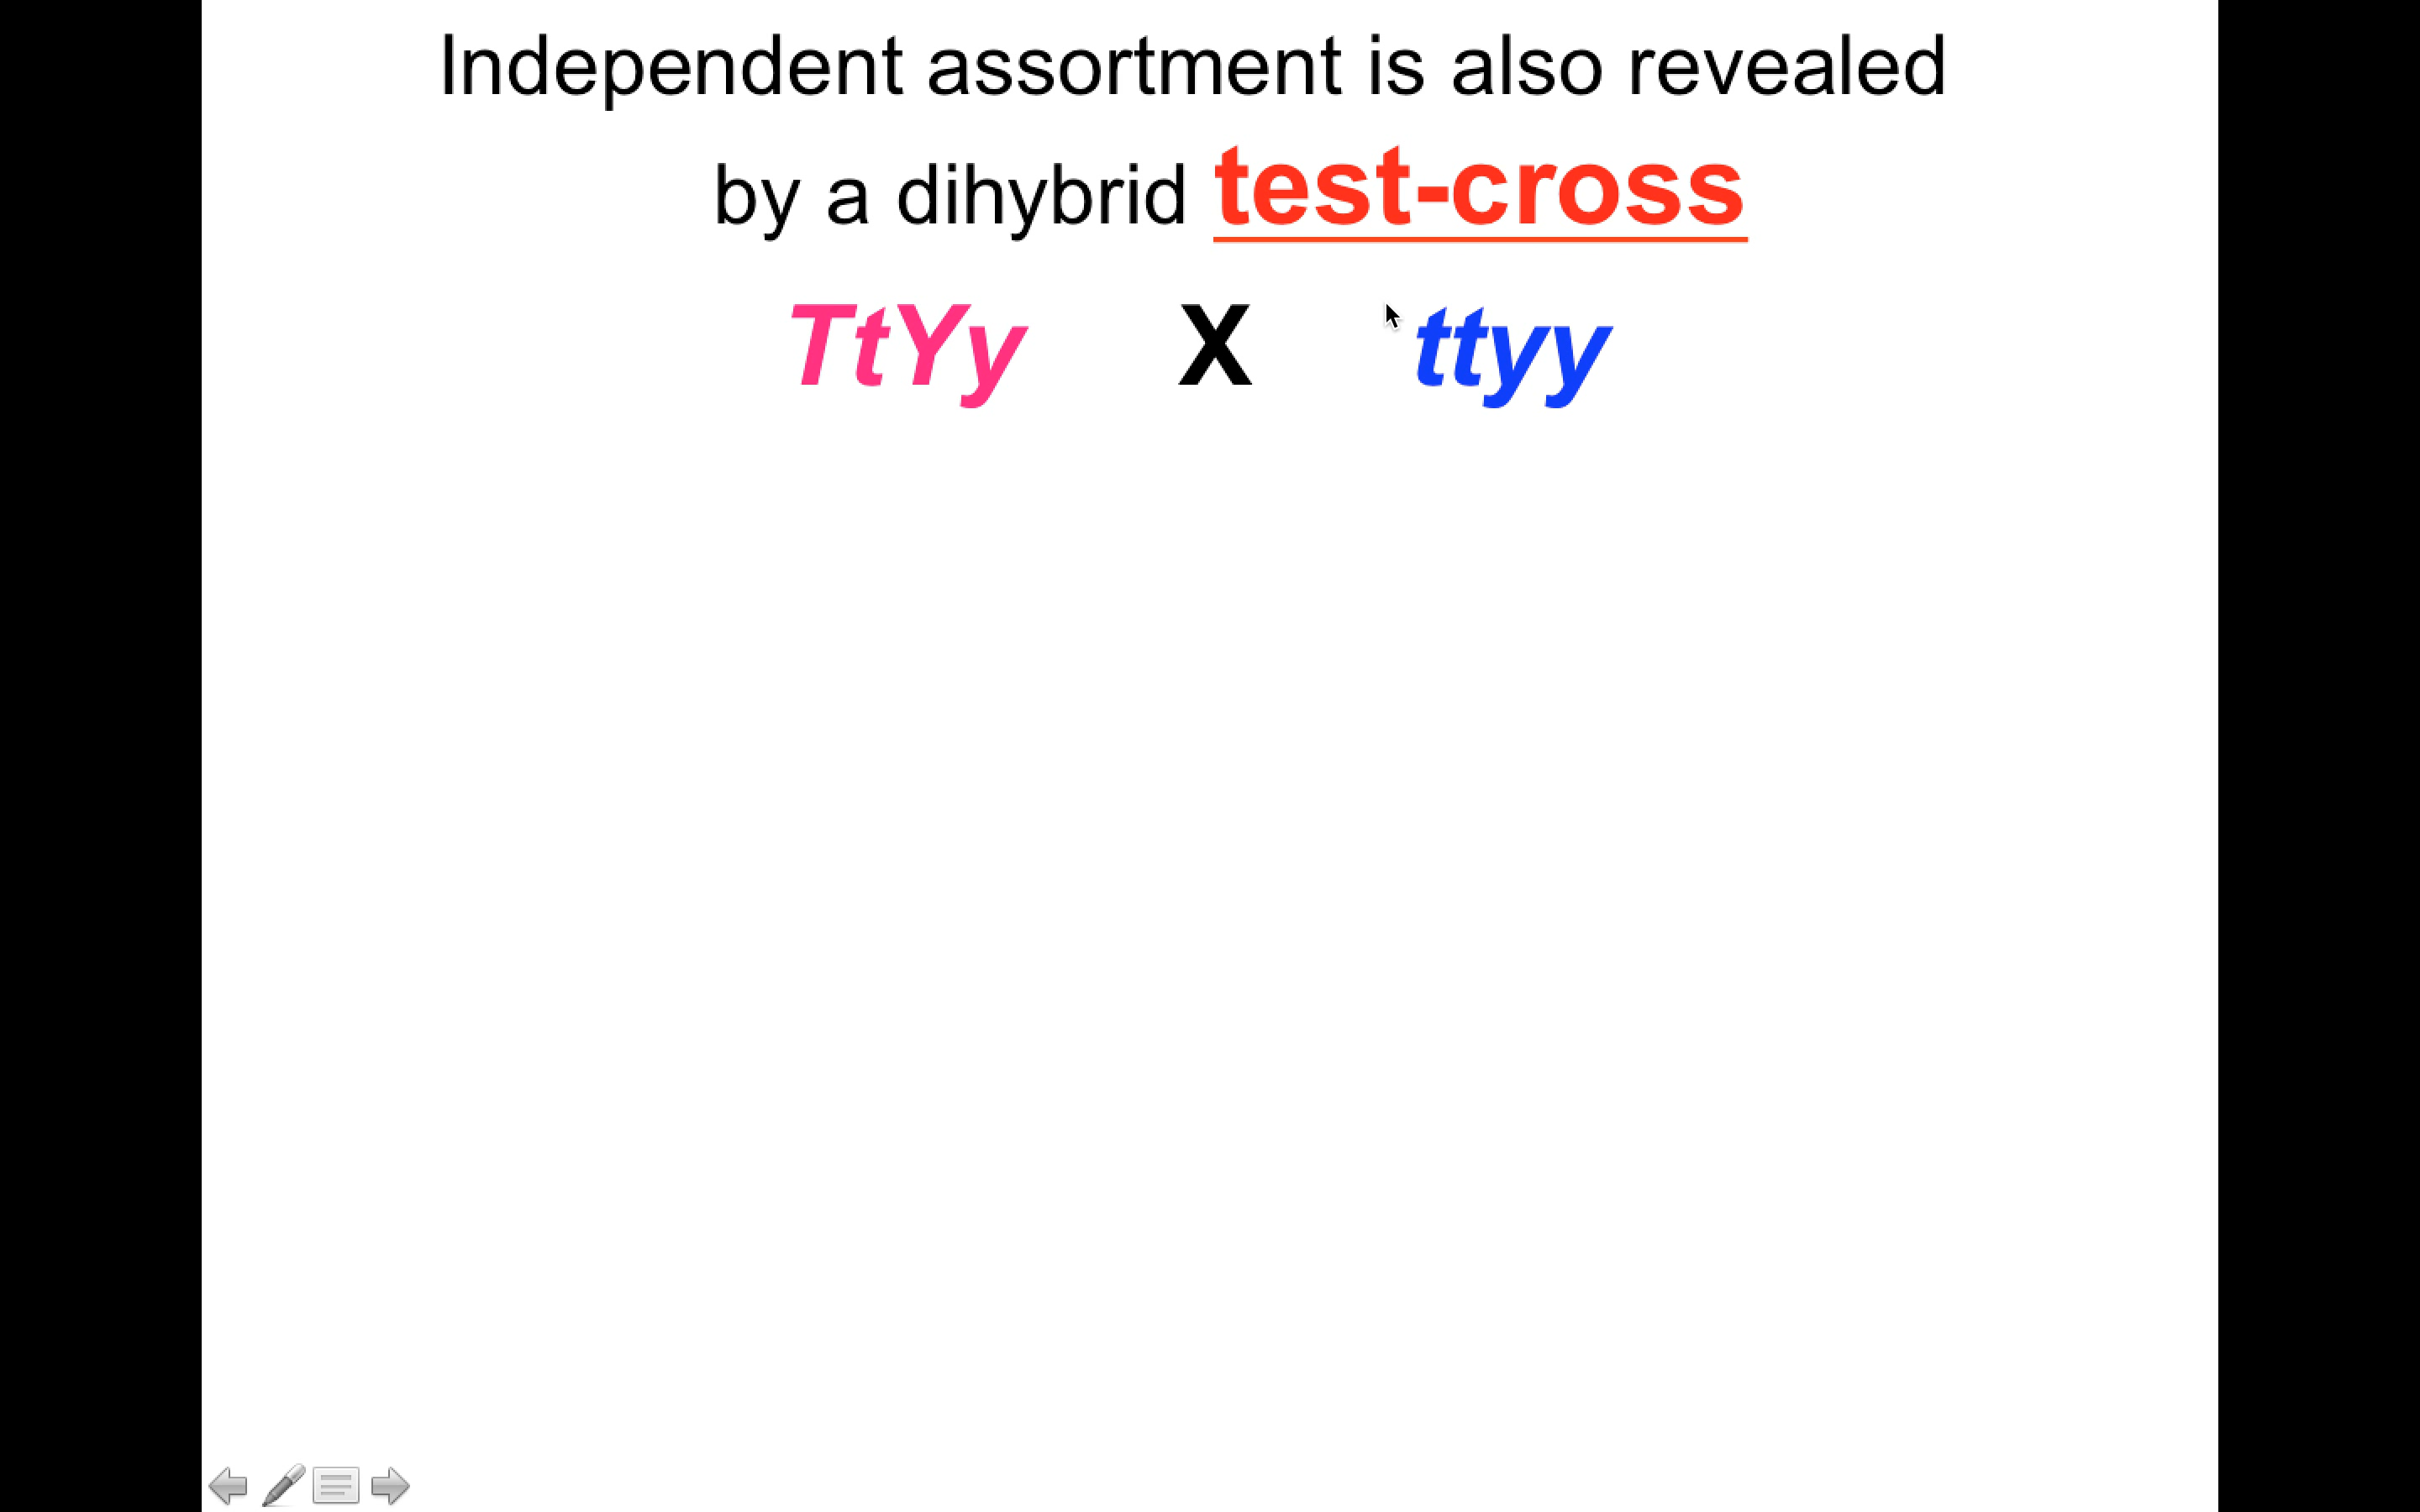 Independent assortment is also revealed
by a dihybrid test-cross
TtYy X ttyy